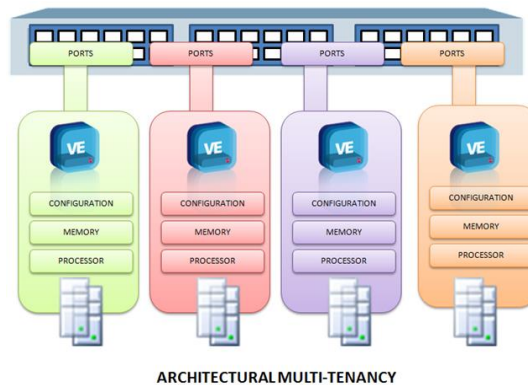 PORTS PORTS PORTS PORTS
VE VE VE VE
CONFIGURATION CONFIGURATION CONFIGURATION CONFIGURATION
MEMORY MEMORY MEMORY MEMORY
PROCESSOR PROCESSOR PROCESSOR PROCESSOR
ARCHITECTURAL MULTI-TENANCY